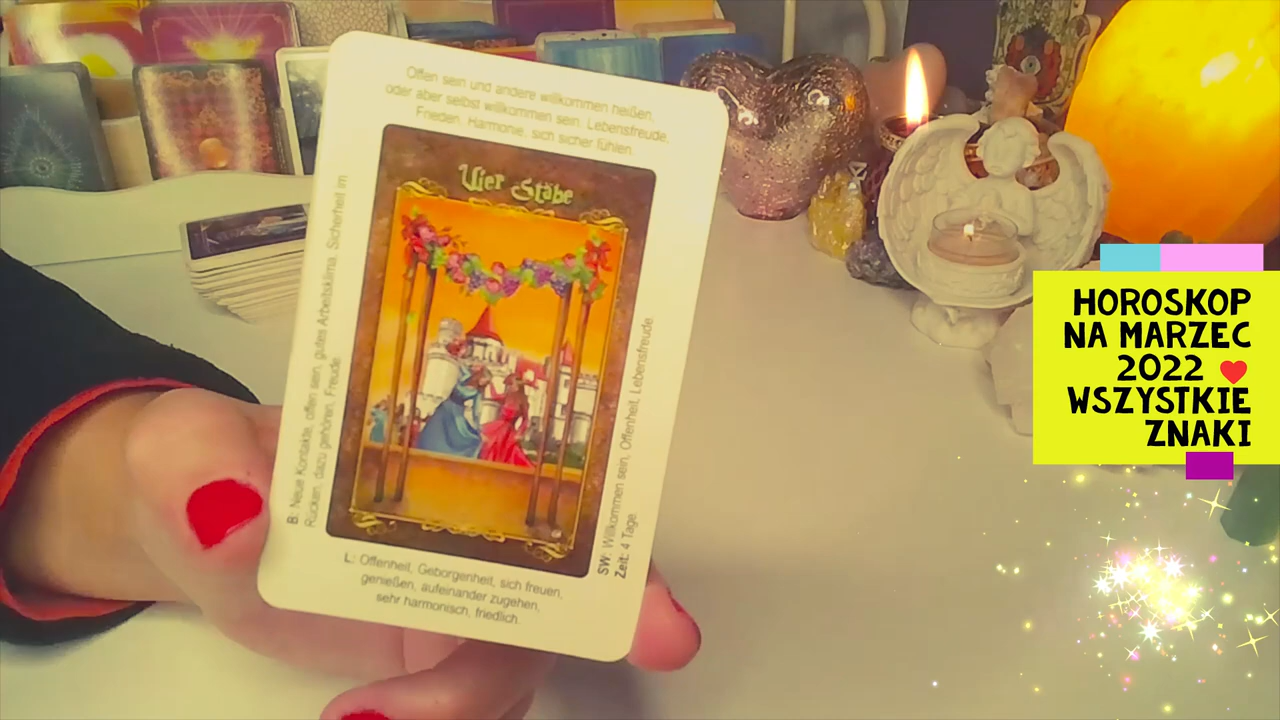 Offen sein und andere willkommen heißen,
oder aber selbst willkommen sein. Lebensfreude,
Frieden, Harmonie, sich sicher fühlen.
Vier Stäbe
B: Neue Kontakte, offen sein, gutes Arbeitsklima, Sicherheit im
Rücken, dazu gehören, Freude.
SW: Willkommen sein, Offenheit, Lebensfreude.
Zeit: 4 Tage.
L: Offenheit, Geborgenheit, sich freuen,
genießen, aufeinander zugehen,
sehr harmonisch, friedlich.
HOROSKOP
NA MARZEC
2022 ❤️
WSZYSTKIE
ZNAKI